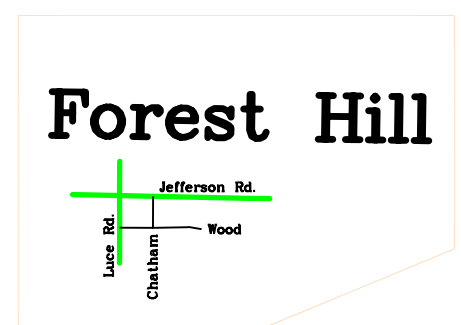 Forest Hill
Jefferson Rd.
Luce Rd.
Wood
Chatham